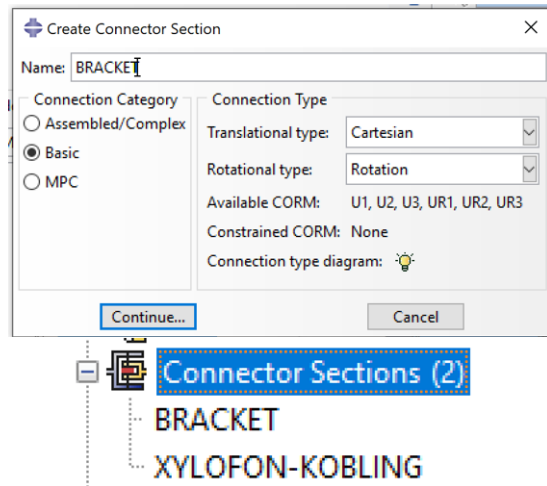 Create Connector Section
Name: BRACKET
Connection Category
Assembled/Complex
Basic
MPC
Connection Type
Translational type: Cartesian
Rotational type: Rotation
Available CORM: U1, U2, U3, UR1, UR2, UR3
Constrained CORM: None
Connection type diagram:
Continue...
Cancel
Connector Sections (2)
BRACKET
XYLOFON-KOBLING